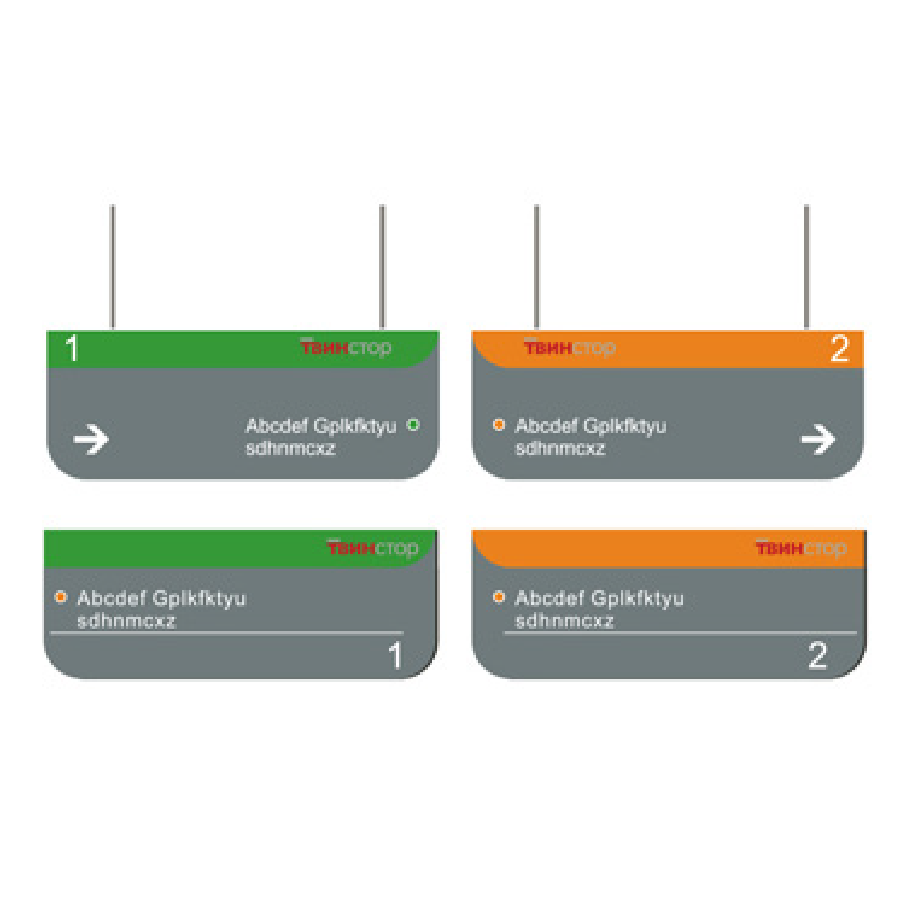 1 ТВИНСТОР
Abcdef Gplkfktyu
sdhnmcxz
ТВИНСТОР 2
Abcdef Gplkfktyu
sdhnmcxz
ТВИНСТОР
Abcdef Gplkfktyu
sdhnmcxz
1
ТВИНСТОР
Abcdef Gplkfktyu
sdhnmcxz
2